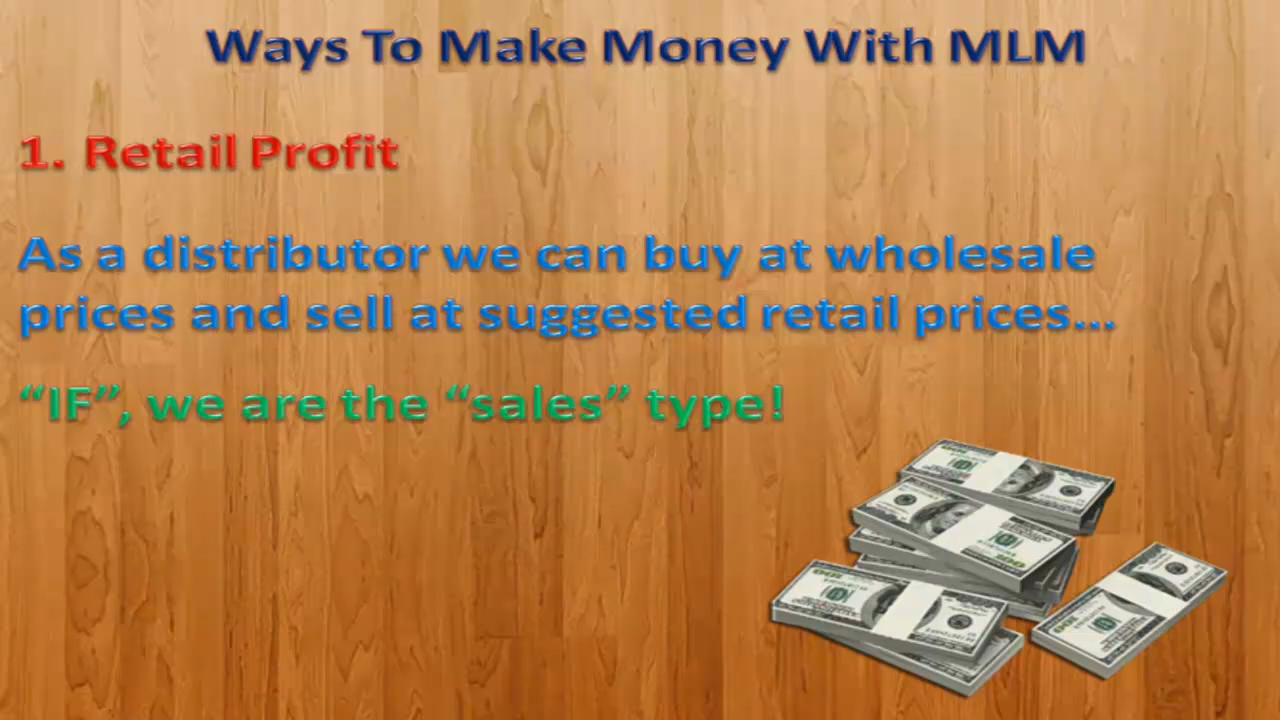 Ways To Make Money With MLM
1. Retail Profit
As a distributor we can buy at wholesale
prices and sell at suggested retail prices...
“IF”, we are the “sales” type!